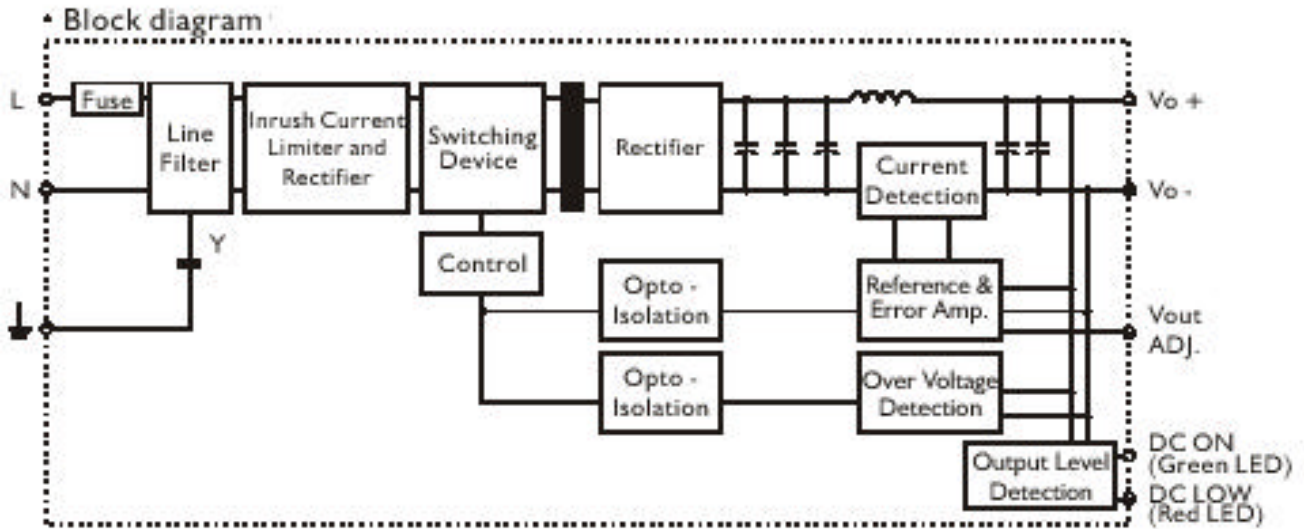 Block diagram
L
Fuse
Line
Filter
Inrush Current
Limiter and
Rectifier
Switching
Device
Rectifier
Current
Detection
Vo +
N
Vo -
Y
Control
Opto -
Isolation
Reference &
Error Amp.
Vout
ADJ.
Opto -
Isolation
Over Voltage
Detection
Output Level
Detection
DC ON
(Green LED)
DC LOW
(Red LED)